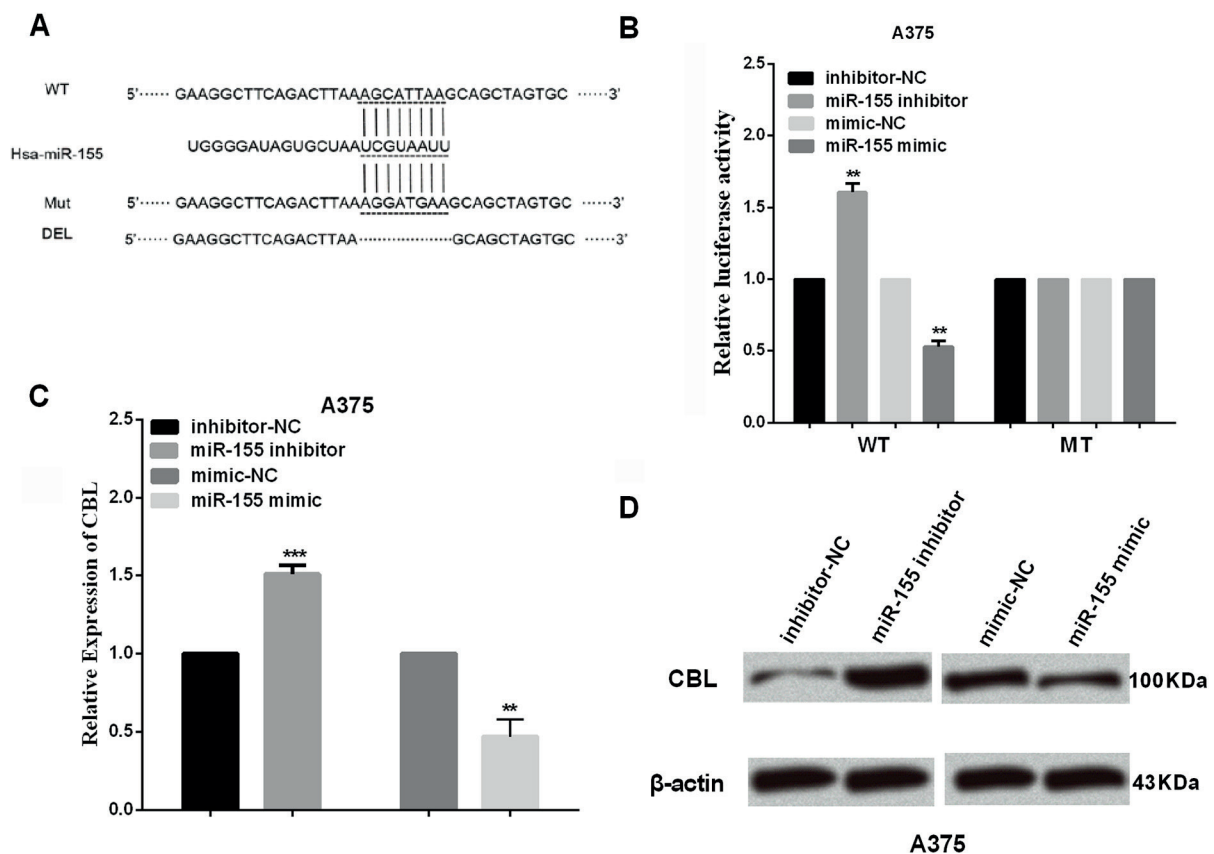 A
WT 5'······ GAAGGCTTCAGACTTAAAGCATTAAGCAGCTAGTGC ······3'
Hsa-miR-155 UGGGGAUAGUGCUAAUCGUAAUU
Mut 5'······ GAAGGCTTCAGACTTAAAGGATGAAGCAGCTAGTGC ······3'
DEL 5'······ GAAGGCTTCAGACTTAA·················GCAGCTAGTGC ······3'
B
A375
Relative luciferase activity
2.5
2.0
1.5
1.0
0.5
0.0
inhibitor-NC
miR-155 inhibitor
mimic-NC
miR-155 mimic
**
**
WT MT
C
A375
Relative Expression of CBL
2.5
2.0
1.5
1.0
0.5
0.0
inhibitor-NC
miR-155 inhibitor
mimic-NC
miR-155 mimic
***
**
D
inhibitor-NC
miR-155 inhibitor
mimic-NC
miR-155 mimic
CBL 100KDa
β-actin 43KDa
A375